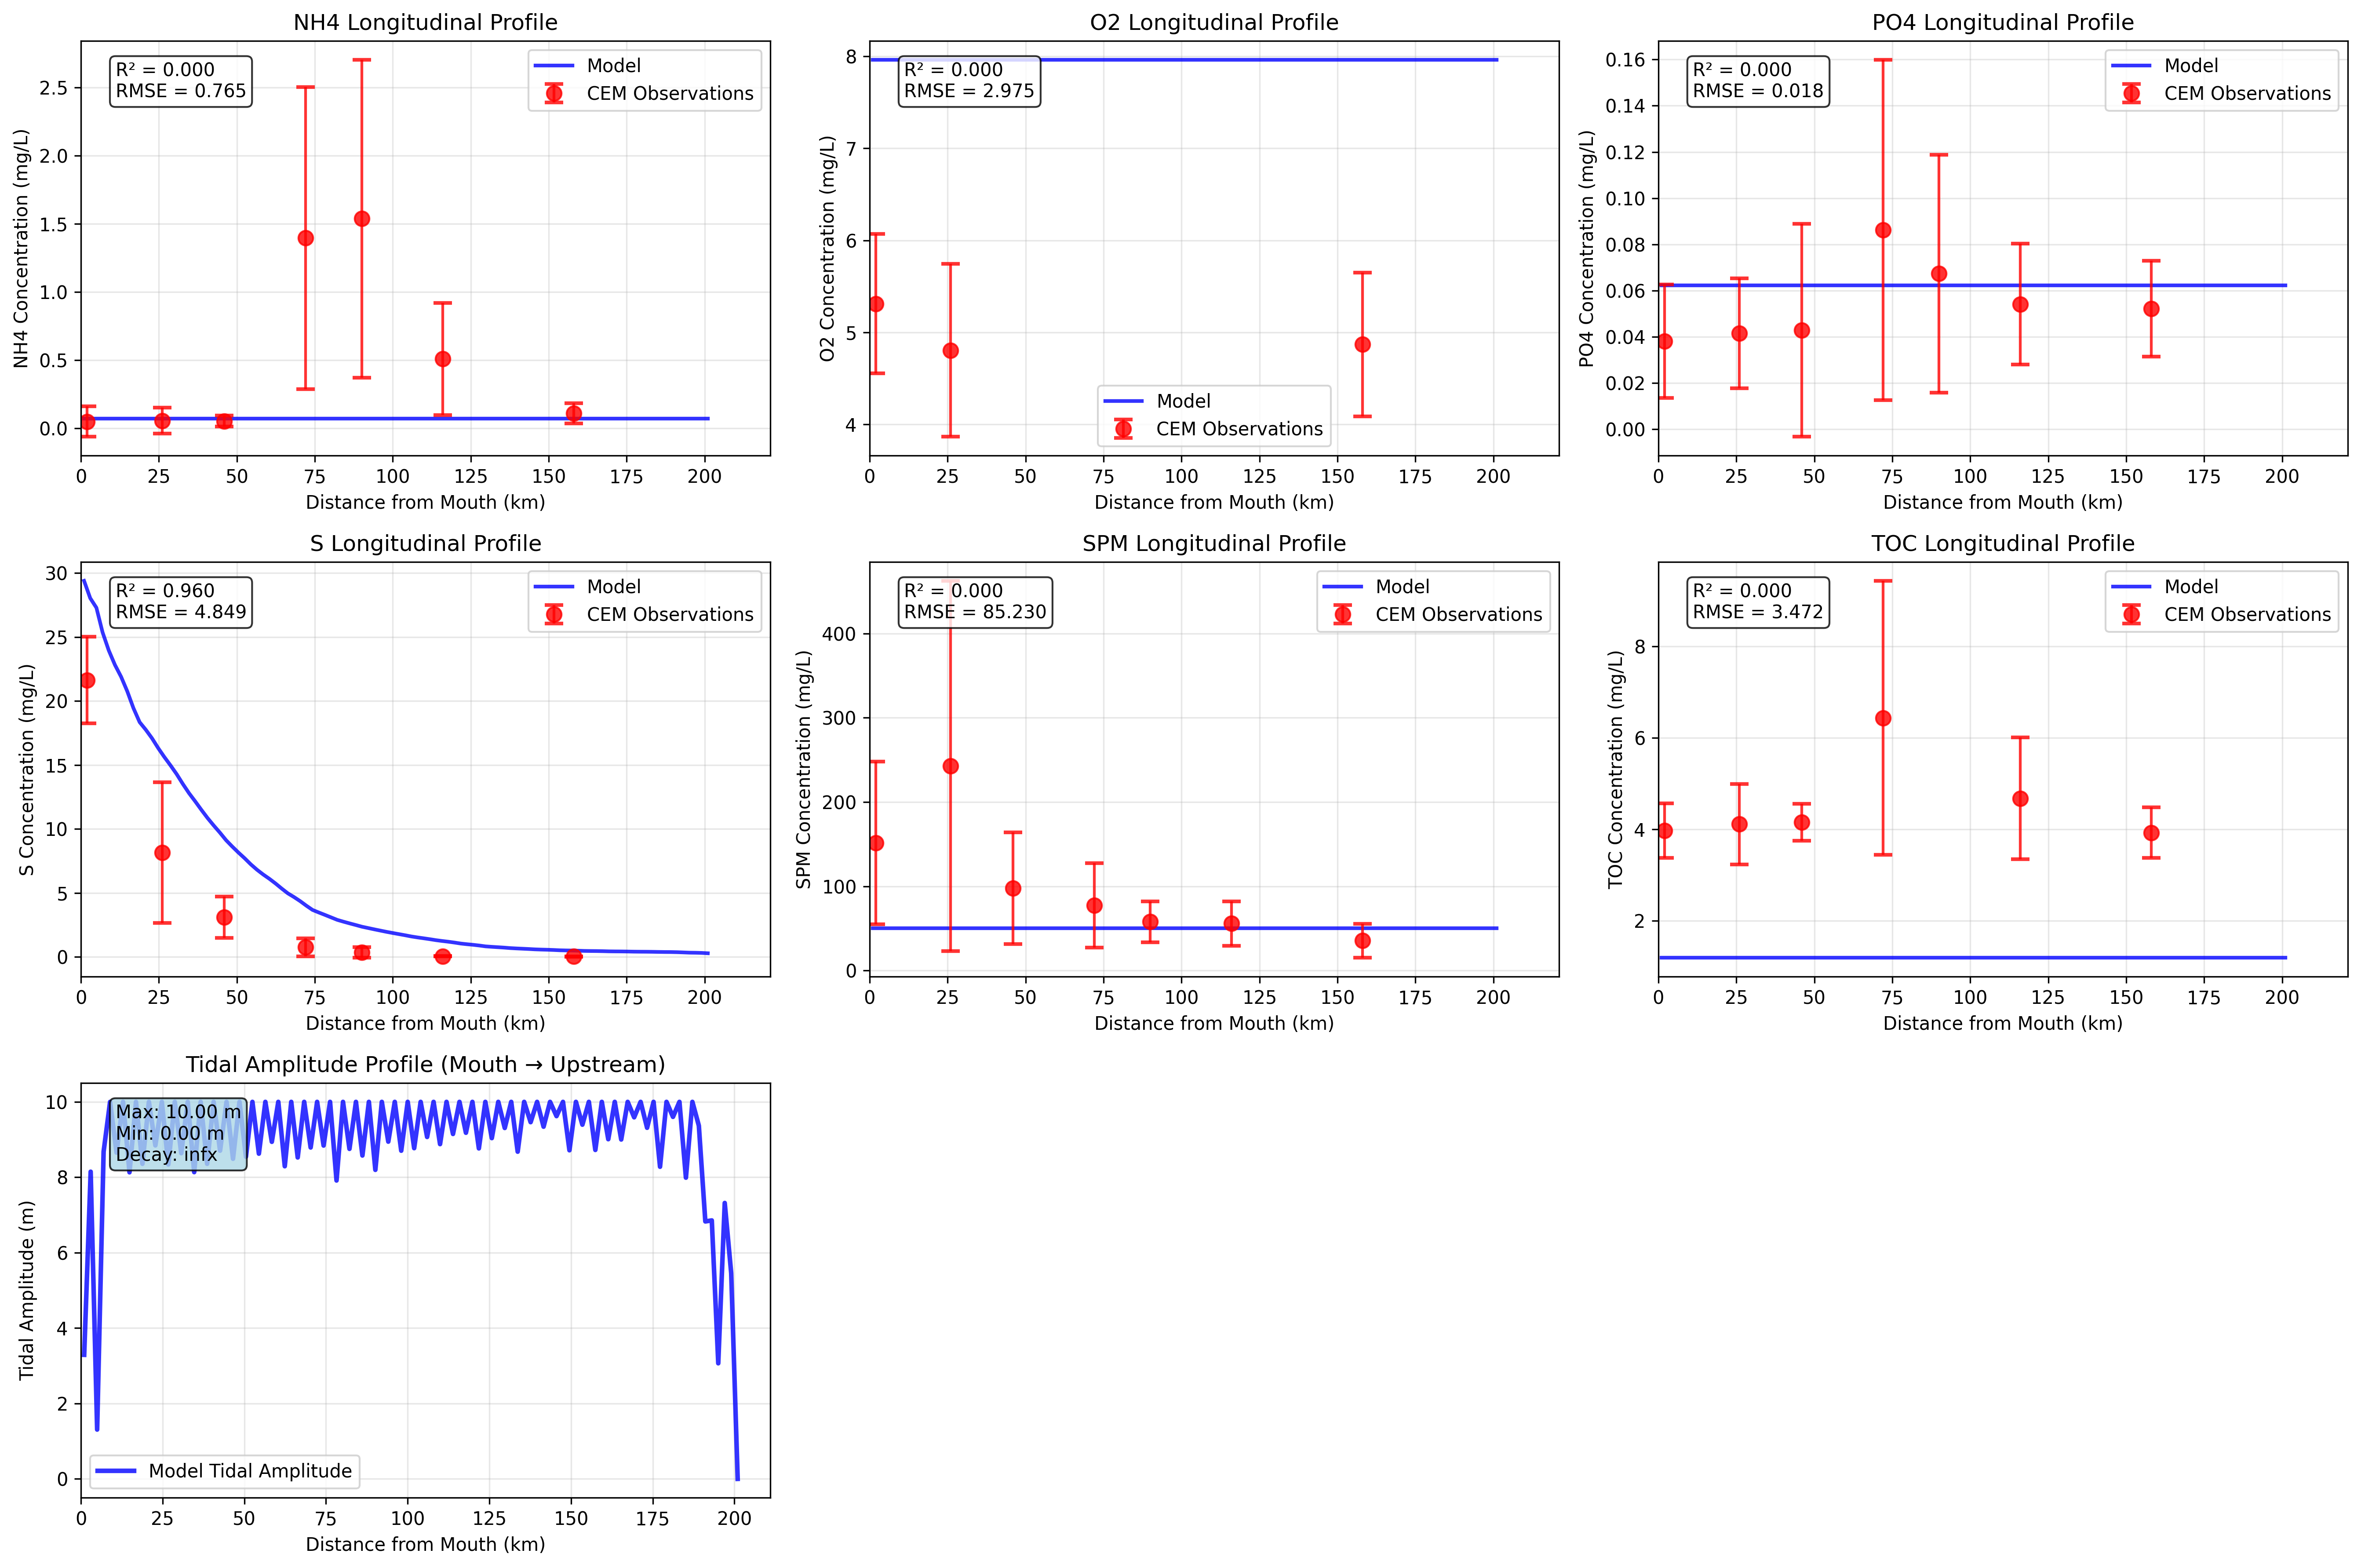 NH4 Longitudinal Profile
R² = 0.000
RMSE = 0.765
Model
CEM Observations
NH4 Concentration (mg/L)
2.5
2.0
1.5
1.0
0.5
0.0
0 25 50 75 100 125 150 175 200
Distance from Mouth (km)
O2 Longitudinal Profile
R² = 0.000
RMSE = 2.975
O2 Concentration (mg/L)
8
7
6
5
4
Model
CEM Observations
0 25 50 75 100 125 150 175 200
Distance from Mouth (km)
PO4 Longitudinal Profile
R² = 0.000
RMSE = 0.018
Model
CEM Observations
PO4 Concentration (mg/L)
0.16
0.14
0.12
0.10
0.08
0.06
0.04
0.02
0.00
0 25 50 75 100 125 150 175 200
Distance from Mouth (km)
S Longitudinal Profile
R² = 0.960
RMSE = 4.849
Model
CEM Observations
S Concentration (mg/L)
30
25
20
15
10
5
0
0 25 50 75 100 125 150 175 200
Distance from Mouth (km)
SPM Longitudinal Profile
R² = 0.000
RMSE = 85.230
Model
CEM Observations
SPM Concentration (mg/L)
400
300
200
100
0
0 25 50 75 100 125 150 175 200
Distance from Mouth (km)
TOC Longitudinal Profile
R² = 0.000
RMSE = 3.472
Model
CEM Observations
TOC Concentration (mg/L)
8
6
4
2
0 25 50 75 100 125 150 175 200
Distance from Mouth (km)
Tidal Amplitude Profile (Mouth → Upstream)
Max: 10.00 m
Min: 0.00 m
Decay: infx
Tidal Amplitude (m)
10
8
6
4
2
0
Model Tidal Amplitude
0 25 50 75 100 125 150 175 200
Distance from Mouth (km)